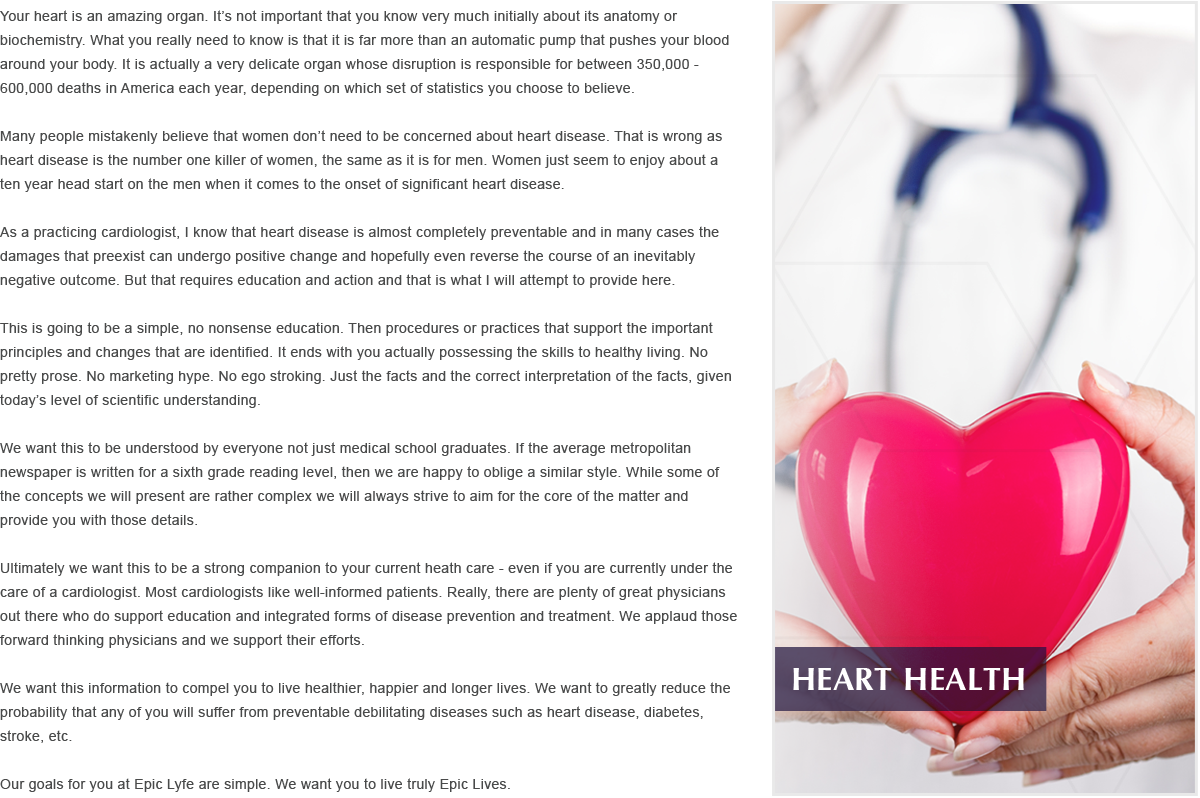 Your heart is an amazing organ. It’s not important that you know very much initially about its anatomy or
biochemistry. What you really need to know is that it is far more than an automatic pump that pushes your blood
around your body. It is actually a very delicate organ whose disruption is responsible for between 350,000 -
600,000 deaths in America each year, depending on which set of statistics you choose to believe.
Many people mistakenly believe that women don’t need to be concerned about heart disease. That is wrong as
heart disease is the number one killer of women, the same as it is for men. Women just seem to enjoy about a
ten year head start on the men when it comes to the onset of significant heart disease.
As a practicing cardiologist, I know that heart disease is almost completely preventable and in many cases the
damages that preexist can undergo positive change and hopefully even reverse the course of an inevitably
negative outcome. But that requires education and action and that is what I will attempt to provide here.
This is going to be a simple, no nonsense education. Then procedures or practices that support the important
principles and changes that are identified. It ends with you actually possessing the skills to healthy living. No
pretty prose. No marketing hype. No ego stroking. Just the facts and the correct interpretation of the facts, given
today’s level of scientific understanding.
We want this to be understood by everyone not just medical school graduates. If the average metropolitan
newspaper is written for a sixth grade reading level, then we are happy to oblige a similar style. While some of
the concepts we will present are rather complex we will always strive to aim for the core of the matter and
provide you with those details.
Ultimately we want this to be a strong companion to your current heath care - even if you are currently under the
care of a cardiologist. Most cardiologists like well-informed patients. Really, there are plenty of great physicians
out there who do support education and integrated forms of disease prevention and treatment. We applaud those
forward thinking physicians and we support their efforts.
We want this information to compel you to live healthier, happier and longer lives. We want to greatly reduce the
probability that any of you will suffer from preventable debilitating diseases such as heart disease, diabetes,
stroke, etc.
Our goals for you at Epic Lyfe are simple. We want you to live truly Epic Lives.
HEART HEALTH